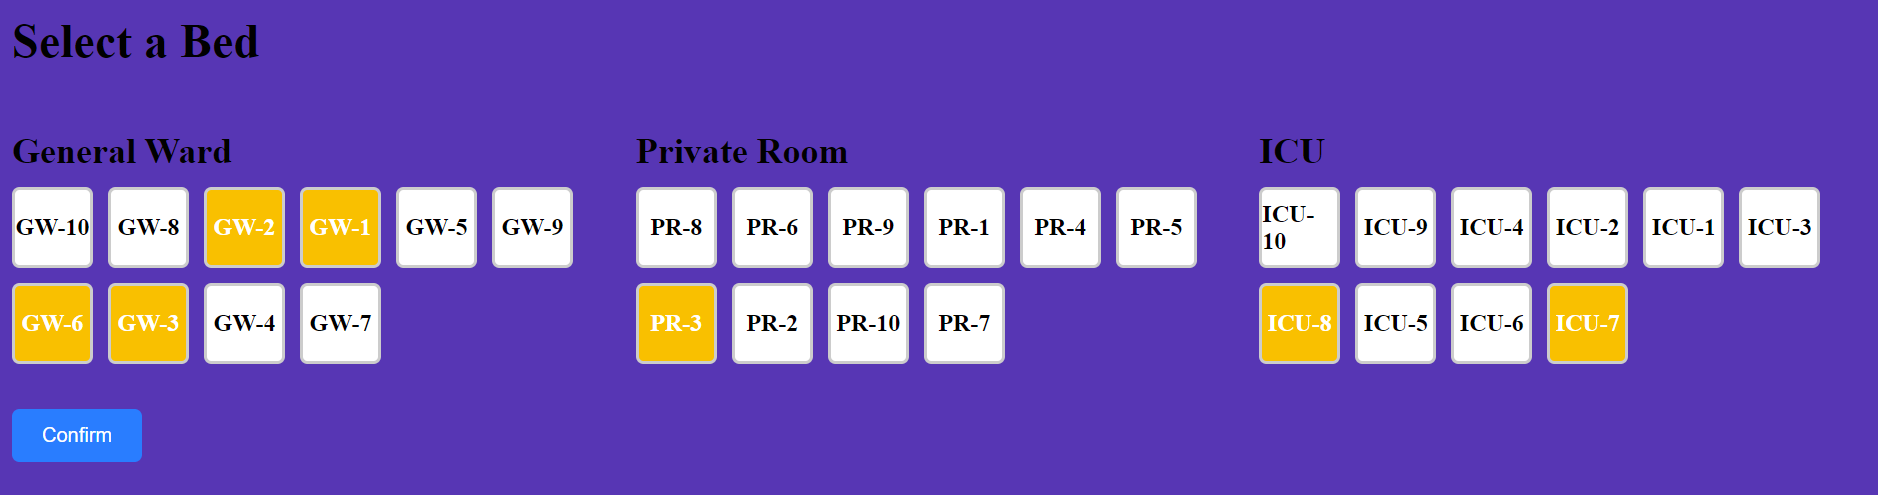 Select a Bed
General Ward
GW-10 GW-8 GW-2 GW-1 GW-5 GW-9
GW-6 GW-3 GW-4 GW-7
Private Room
PR-8 PR-6 PR-9 PR-1 PR-4 PR-5
PR-3 PR-2 PR-10 PR-7
ICU
ICU-
10
ICU-9 ICU-4 ICU-2 ICU-1 ICU-3
ICU-8 ICU-5 ICU-6 ICU-7
Confirm